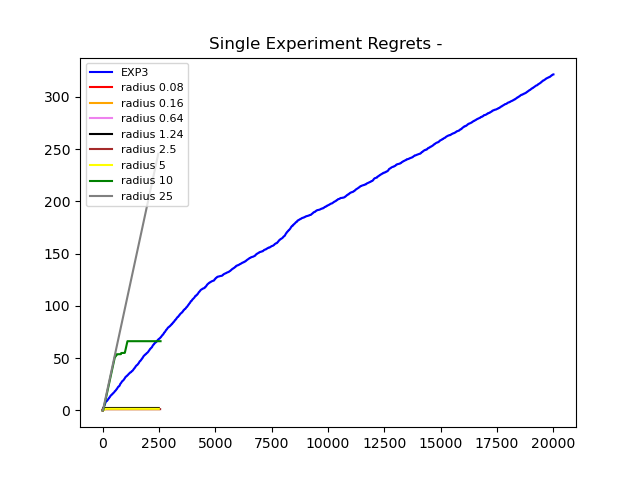 Single Experiment Regrets -
EXP3
radius 0.08
radius 0.16
radius 0.64
radius 1.24
radius 2.5
radius 5
radius 10
radius 25
300
250
200
150
100
50
0
0 2500 5000 7500 10000 12500 15000 17500 20000